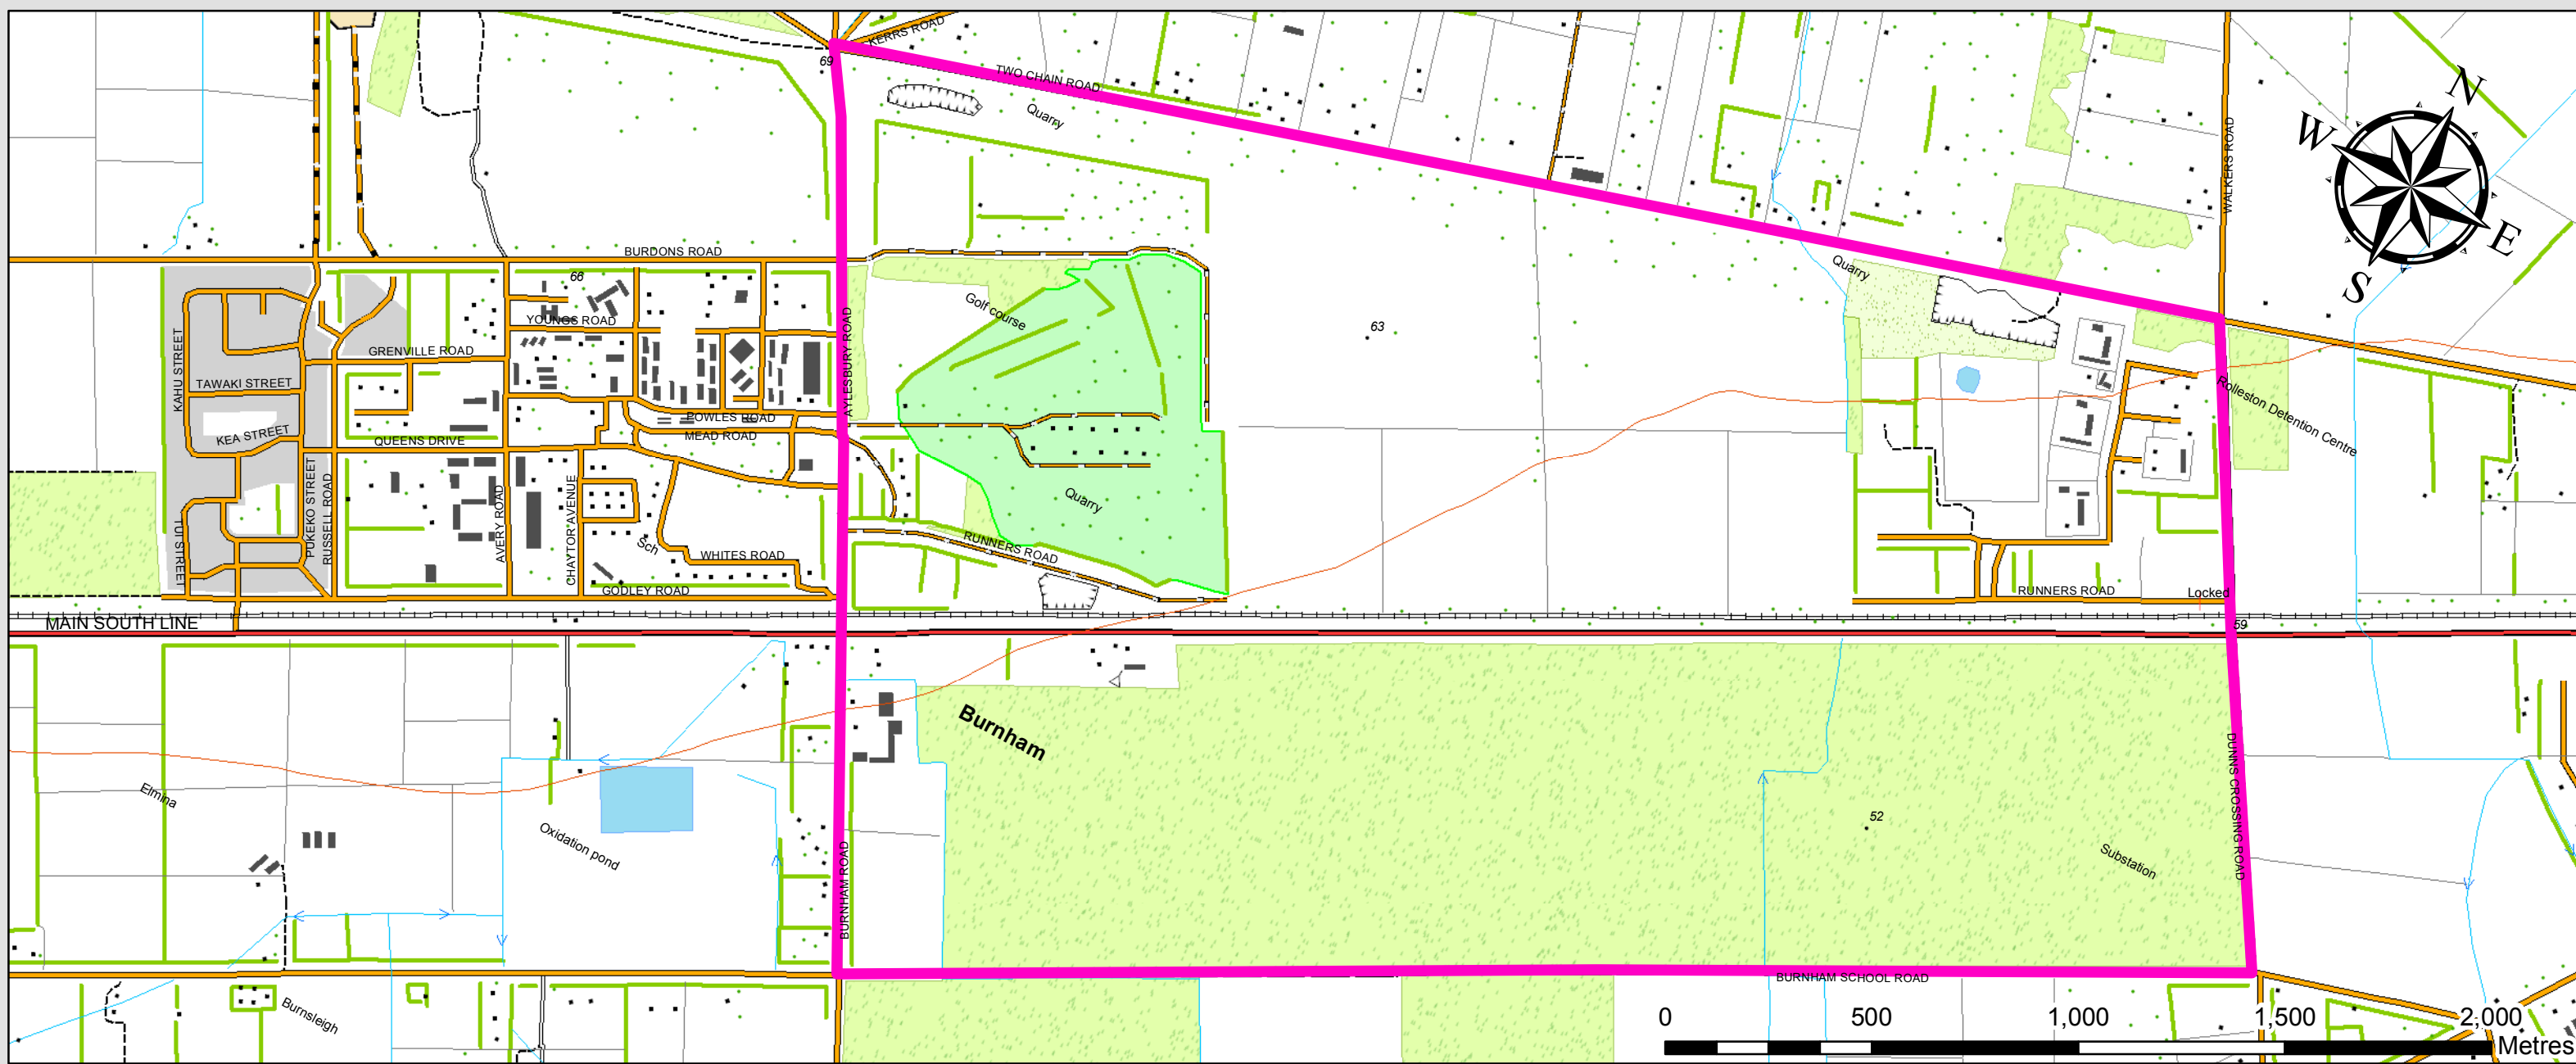 KERRS ROAD
69
TWO CHAIN ROAD
Quarry
WALKERS ROAD
N
W
E
S
BURDONS ROAD
66
YOUNGS ROAD
GRENVILLE ROAD
KAHU STREET
TAWAKI STREET
KEA STREET
QUEENS DRIVE
POWLES ROAD
MEAD ROAD
AYLESBURY ROAD
Golf course
63
Quarry
Rolleston Detention Centre
Quarry
TUI STREET
PUKEKO STREET
RUSSELL ROAD
AVERY ROAD
CHAYTOR AVENUE
Sch
WHITES ROAD
GODLEY ROAD
RUNNERS ROAD
RUNNERS ROAD
Locked
59
MAIN SOUTH LINE
Burnham
Elmina
Oxidation pond
BURNHAM ROAD
52
Substation
DUNNS CROSSING ROAD
BURNHAM SCHOOL ROAD
Burnsleigh
0 500 1,000 1,500 2,000
Metres